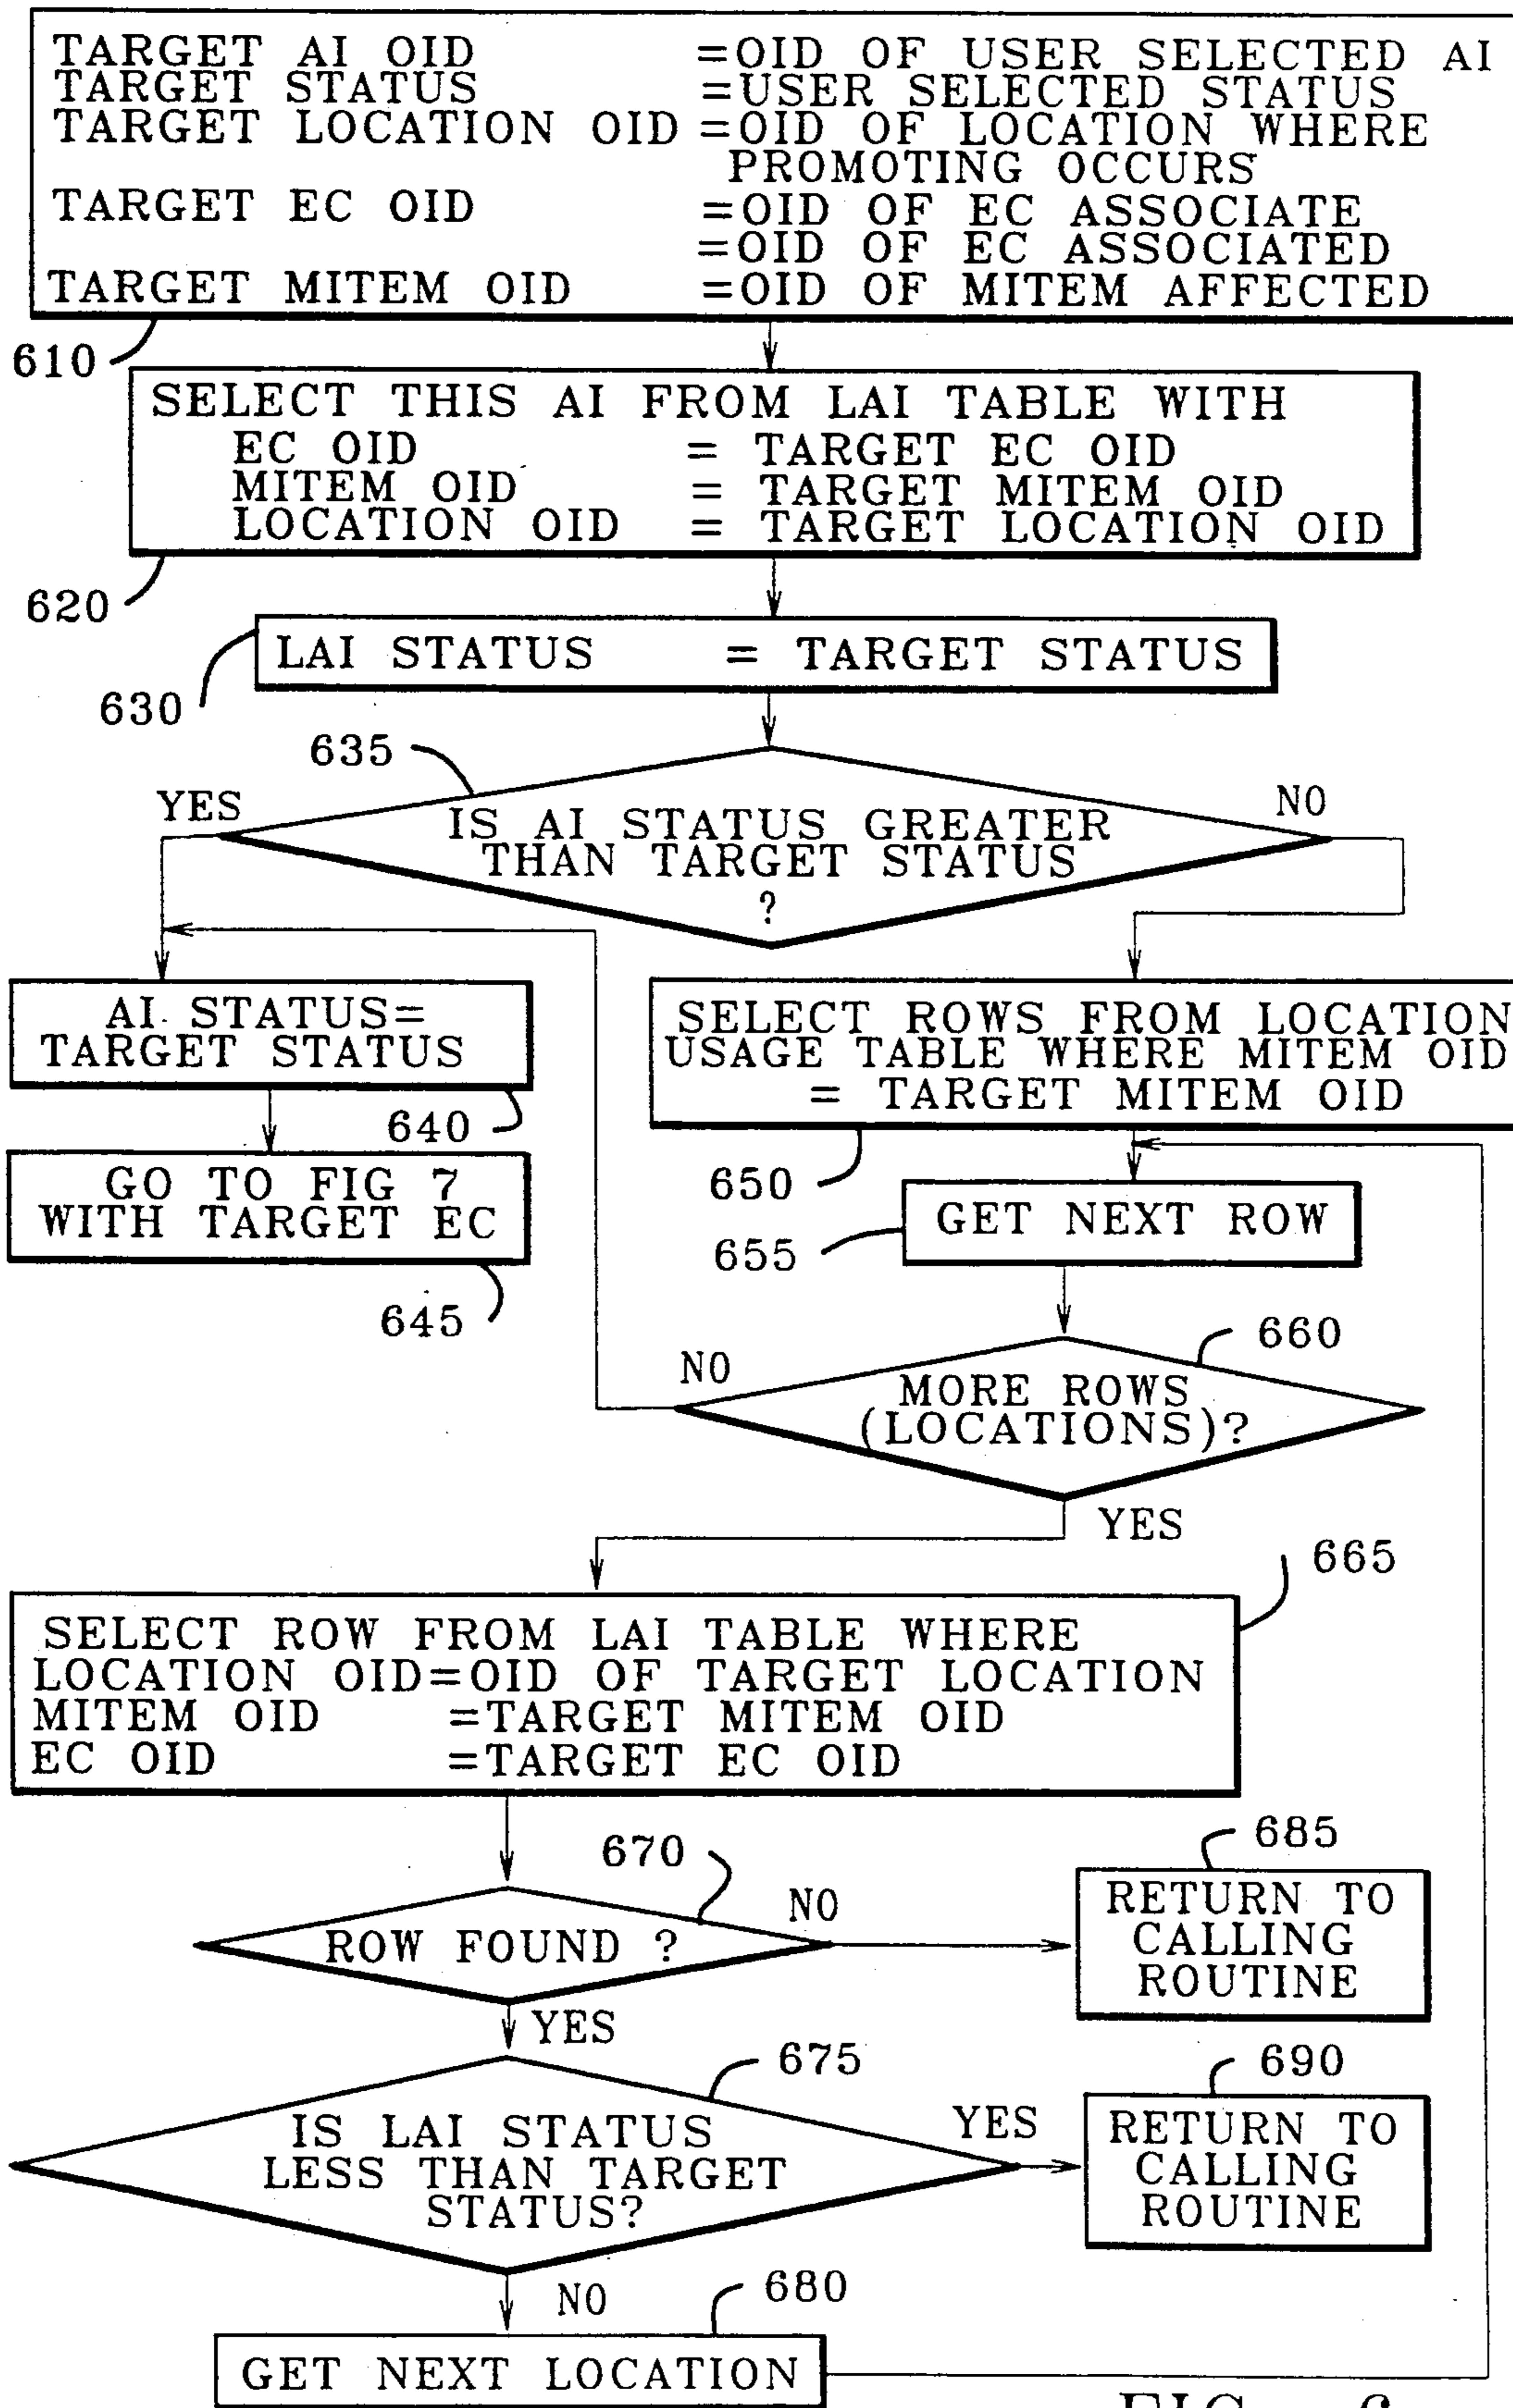 TARGET AI OID =OID OF USER SELECTED AI
TARGET STATUS =USER SELECTED STATUS
TARGET LOCATION OID =OID OF LOCATION WHERE
PROMOTING OCCURS
TARGET EC OID =OID OF EC ASSOCIATE
=OID OF EC ASSOCIATED
TARGET MITEM OID =OID OF MITEM AFFECTED
610
SELECT THIS AI FROM LAI TABLE WITH
EC OID = TARGET EC OID
MITEM OID = TARGET MITEM OID
LOCATION OID = TARGET LOCATION OID
620
LAI STATUS = TARGET STATUS
630
635
YES
NO
IS AI STATUS GREATER
THAN TARGET STATUS
?
AI STATUS=
TARGET STATUS
640
GO TO FIG 7
WITH TARGET EC
645
SELECT ROWS FROM LOCATION
USAGE TABLE WHERE MITEM OID
= TARGET MITEM OID
650
GET NEXT ROW
655
660
NO
MORE ROWS
(LOCATIONS)?
YES
665
SELECT ROW FROM LAI TABLE WHERE
LOCATION OID=OID OF TARGET LOCATION
MITEM OID =TARGET MITEM OID
EC OID =TARGET EC OID
670
NO
ROW FOUND ?
685
RETURN TO
CALLING
ROUTINE
YES
675
IS LAI STATUS
LESS THAN TARGET
STATUS?
YES
690
RETURN TO
CALLING
ROUTINE
NO
680
GET NEXT LOCATION
FIG. 6